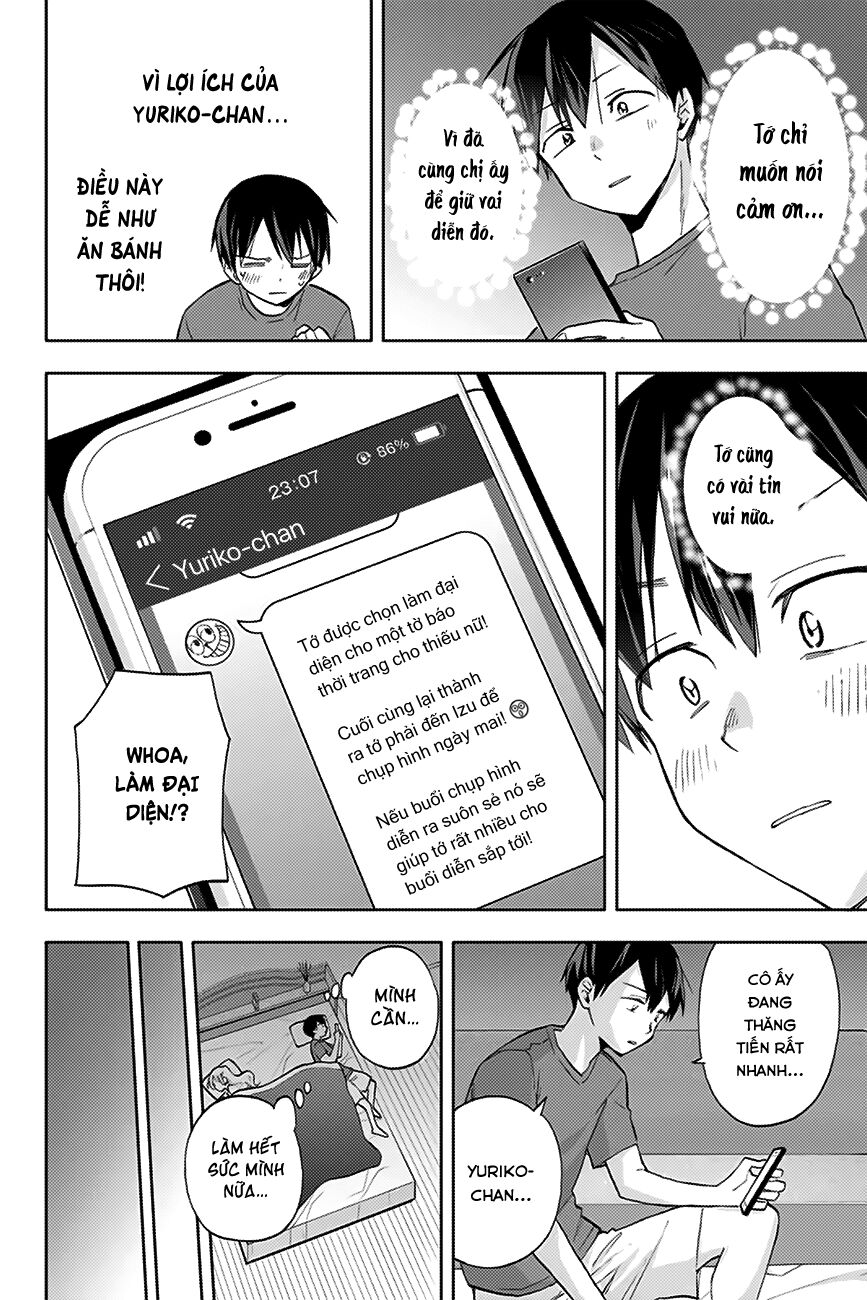 Tớ chỉ
muốn nói
cảm ơn...
Vì đã
cùng chị ấy
để giữ vai
diễn đó.
VÌ LỢI ÍCH CỦA
YURIKO-CHAN...
ĐIỀU NÀY
DỄ NHƯ
ĂN BÁNH
THÔI!
Tớ cũng
có vài tin
vui nữa.
23:07
86%
Yuriko-chan
Tớ được chọn làm đại
diện cho một tờ báo
thời trang cho thiếu nữ!
Cuối cùng lại thành
ra tớ phải đến Izu để
chụp hình ngày mai!
Nếu buổi chụp hình
diễn ra suôn sẻ nó sẽ
giúp tớ rất nhiều cho
buổi diễn sắp tới!
WHOA,
LÀM ĐẠI
DIỆN!?
CÔ ẤY
ĐANG
THĂNG
TIẾN RẤT
NHANH...
YURIKO-
CHAN...
MÌNH
CẦN...
LÀM HẾT
SỨC MÌNH
NỮA...